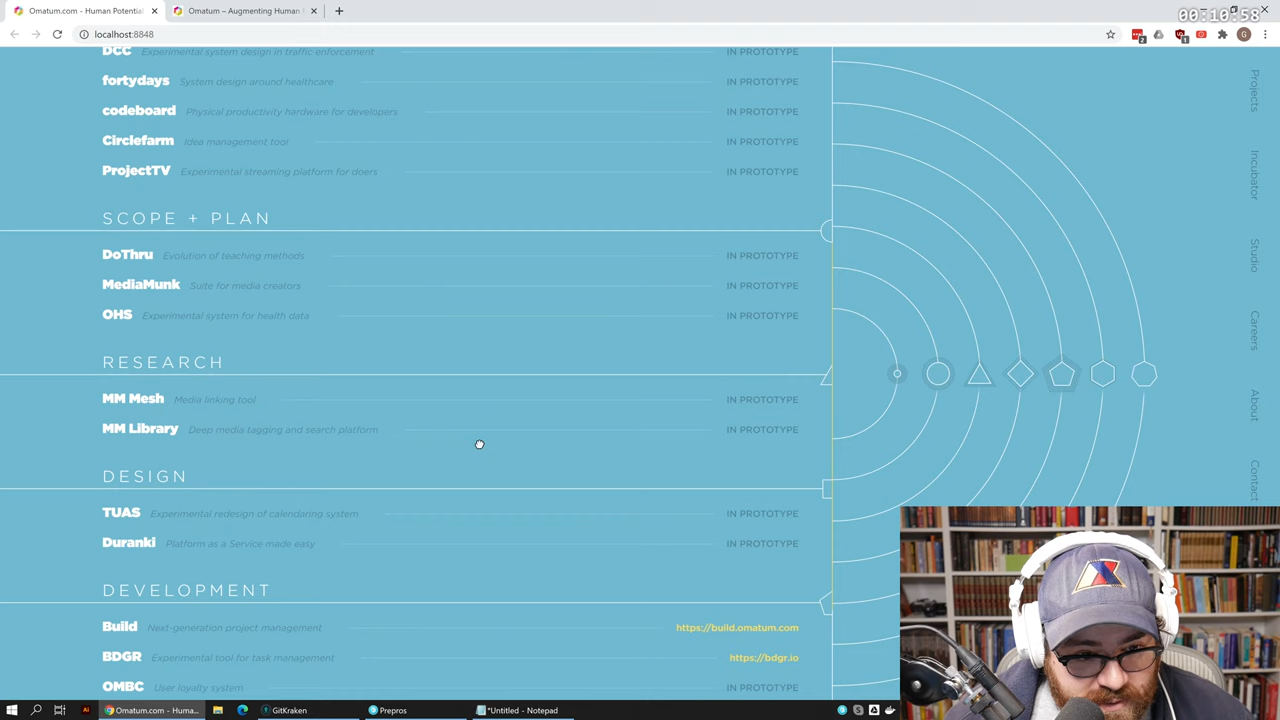 Omatum.com - Human Potential
Omatum – Augmenting Human
00:10:58
localhost:8848
DCC Experimental system design in traffic enforcement
fortydays System design around healthcare IN PROTOTYPE
codeboard Physical productivity hardware for developers IN PROTOTYPE
Circlefarm Idea management tool IN PROTOTYPE
ProjectTV Experimental streaming platform for doers IN PROTOTYPE
SCOPE + PLAN
DoThru Evolution of teaching methods IN PROTOTYPE
MediaMunk Suite for media creators IN PROTOTYPE
OHS Experimental system for health data IN PROTOTYPE
RESEARCH
MM Mesh Media linking tool IN PROTOTYPE
MM Library Deep media tagging and search platform IN PROTOTYPE
DESIGN
TUAS Experimental redesign of calendaring system IN PROTOTYPE
Duranki Platform as a Service made easy IN PROTOTYPE
DEVELOPMENT
Build Next-generation project management https://build.omatum.com
BDGR Experimental tool for task management https://bdgr.io
OMBC User loyalty system IN PROTOTYPE
Projects
Incubator
Studio
Careers
About
Contact
Omatum.com - Huma...
GitKraken
Prepros
*Untitled - Notepad